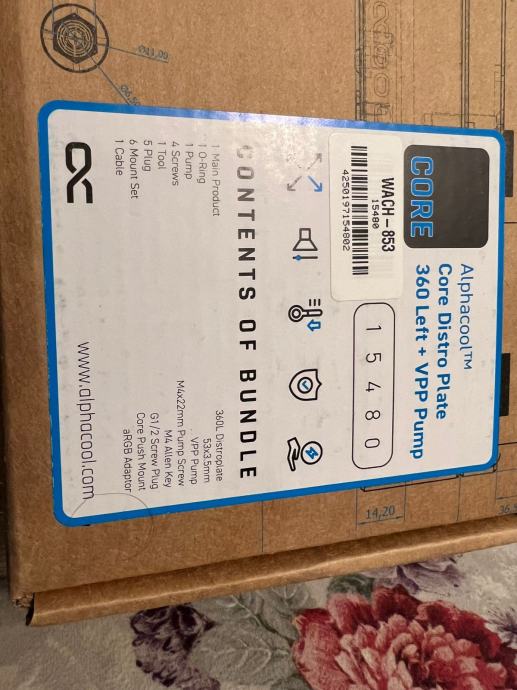 Ø11,00
CORE
Alphacool™
Core Distro Plate
360 Left + VPP Pump
WACH-853
15480
4250197154802
15480
CONTENTS OF BUNDLE
1 Main Product 360L Distroplate
1 O-Ring 53x3.5mm
1 Pump VPP Pump
4 Screws M4x22mm Pump Screw
1 Tool M4 Allen Key
5 Plug G1/2 Screw Plug
6 Mount Set Core Push Mount
1 Cable aRGB Adaptor
www.alphacool.com
14,20